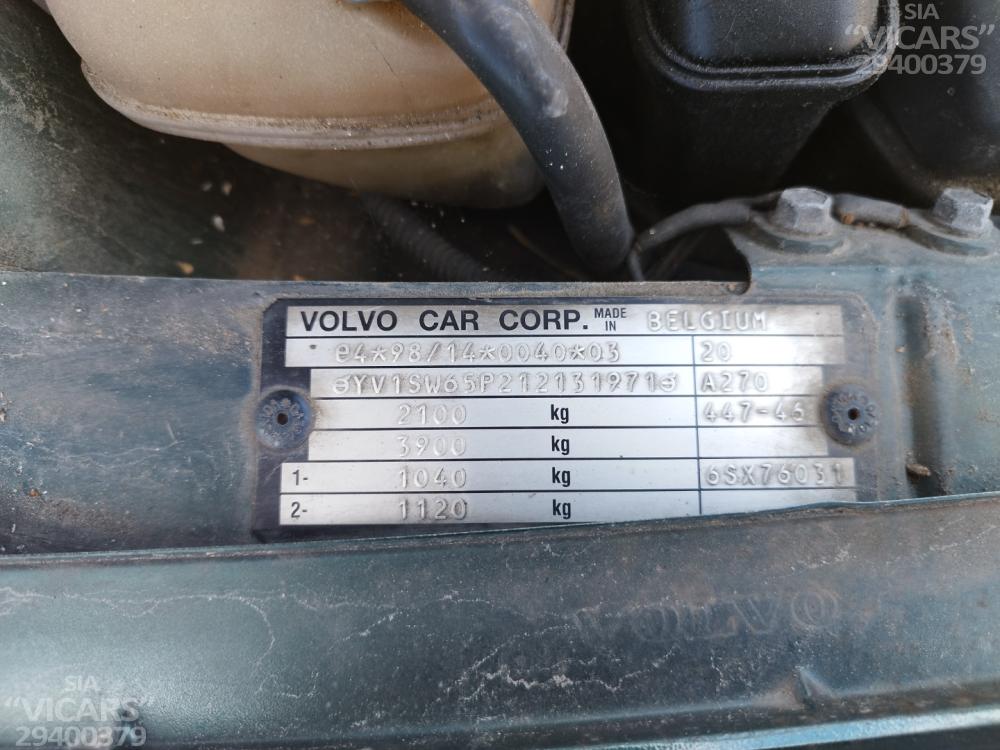 SIA
"VICARS"
29400379
VOLVO CAR CORP. MADE IN BELGIUM
e4*98/14*0040*03 20
YV1SW65P212131971 A270
2100 kg 447-46
3900 kg
1- 1040 kg 6SX76031
2- 1120 kg
VOLVO
SIA
"VICARS"
29400379